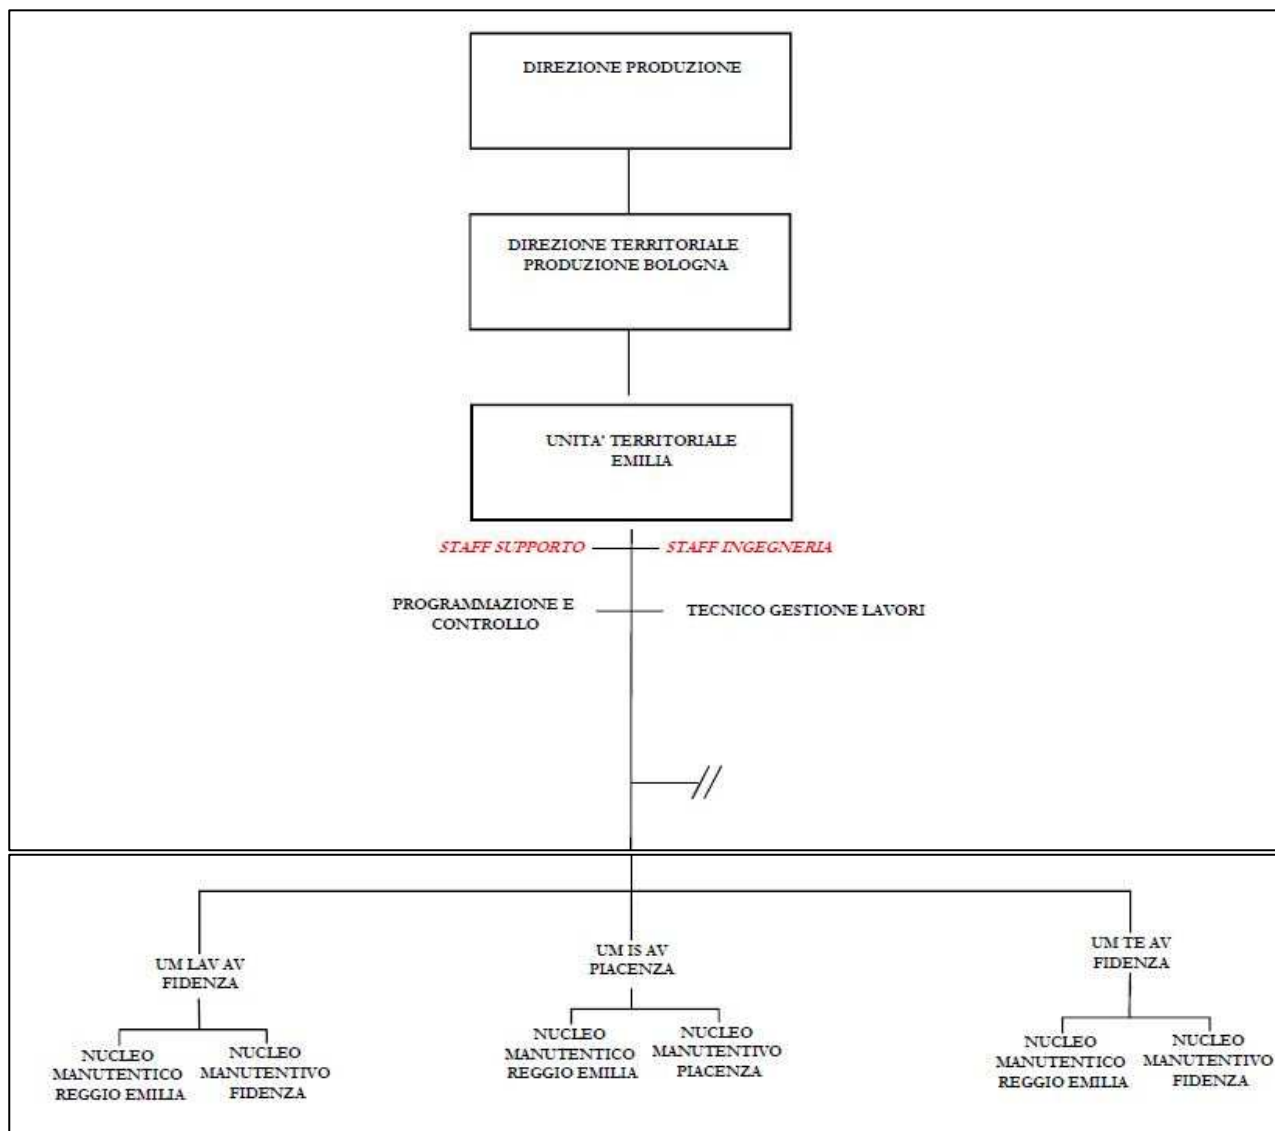 DIREZIONE PRODUZIONE
DIREZIONE TERRITORIALE
PRODUZIONE BOLOGNA
UNITA' TERRITORIALE
EMILIA
STAFF SUPPORTO
STAFF INGEGNERIA
PROGRAMMAZIONE E
CONTROLLO
TECNICO GESTIONE LAVORI
UM LAV AV
FIDENZA
UM IS AV
PIACENZA
UM TE AV
FIDENZA
NUCLEO
MANUTENTICO
REGGIO EMILIA
NUCLEO
MANUTENTIVO
FIDENZA
NUCLEO
MANUTENTICO
REGGIO EMILIA
NUCLEO
MANUTENTIVO
PIACENZA
NUCLEO
MANUTENTICO
REGGIO EMILIA
NUCLEO
MANUTENTIVO
FIDENZA